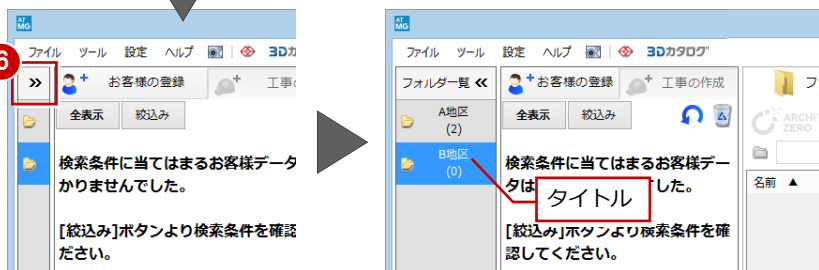 AT
MG
ファイル ツール 設定 ヘルプ 3Dカ
6
» お客様の登録 工事の
全表示 絞込み
検索条件に当てはまるお客様データ
かりませんでした。
[絞込み]ボタンより検索条件を確認
ださい。
AT
MG
ファイル ツール 設定 ヘルプ 3Dカタログ
フォルダー覧 « お客様の登録 工事の作成 フ
A地区
(2)
全表示 絞込み
ARCHI
ZERO
B地区
(0)
検索条件に当てはまるお客様デー
タは した。
タイトル
名前 ▲
[絞込み]ボタンより検索条件を確
認してください。